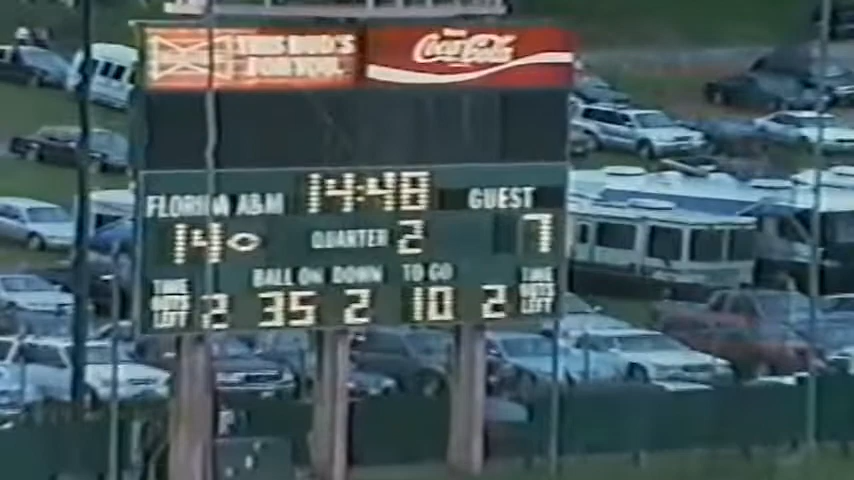 THIS BUD'S
FOR YOU.
Coca-Cola
14:48
FLORIDA A&M GUEST
14 QUARTER 2 7
BALL ON DOWN TO GO
TIME OUTS LEFT 2 35 2 10 2 TIME OUTS LEFT